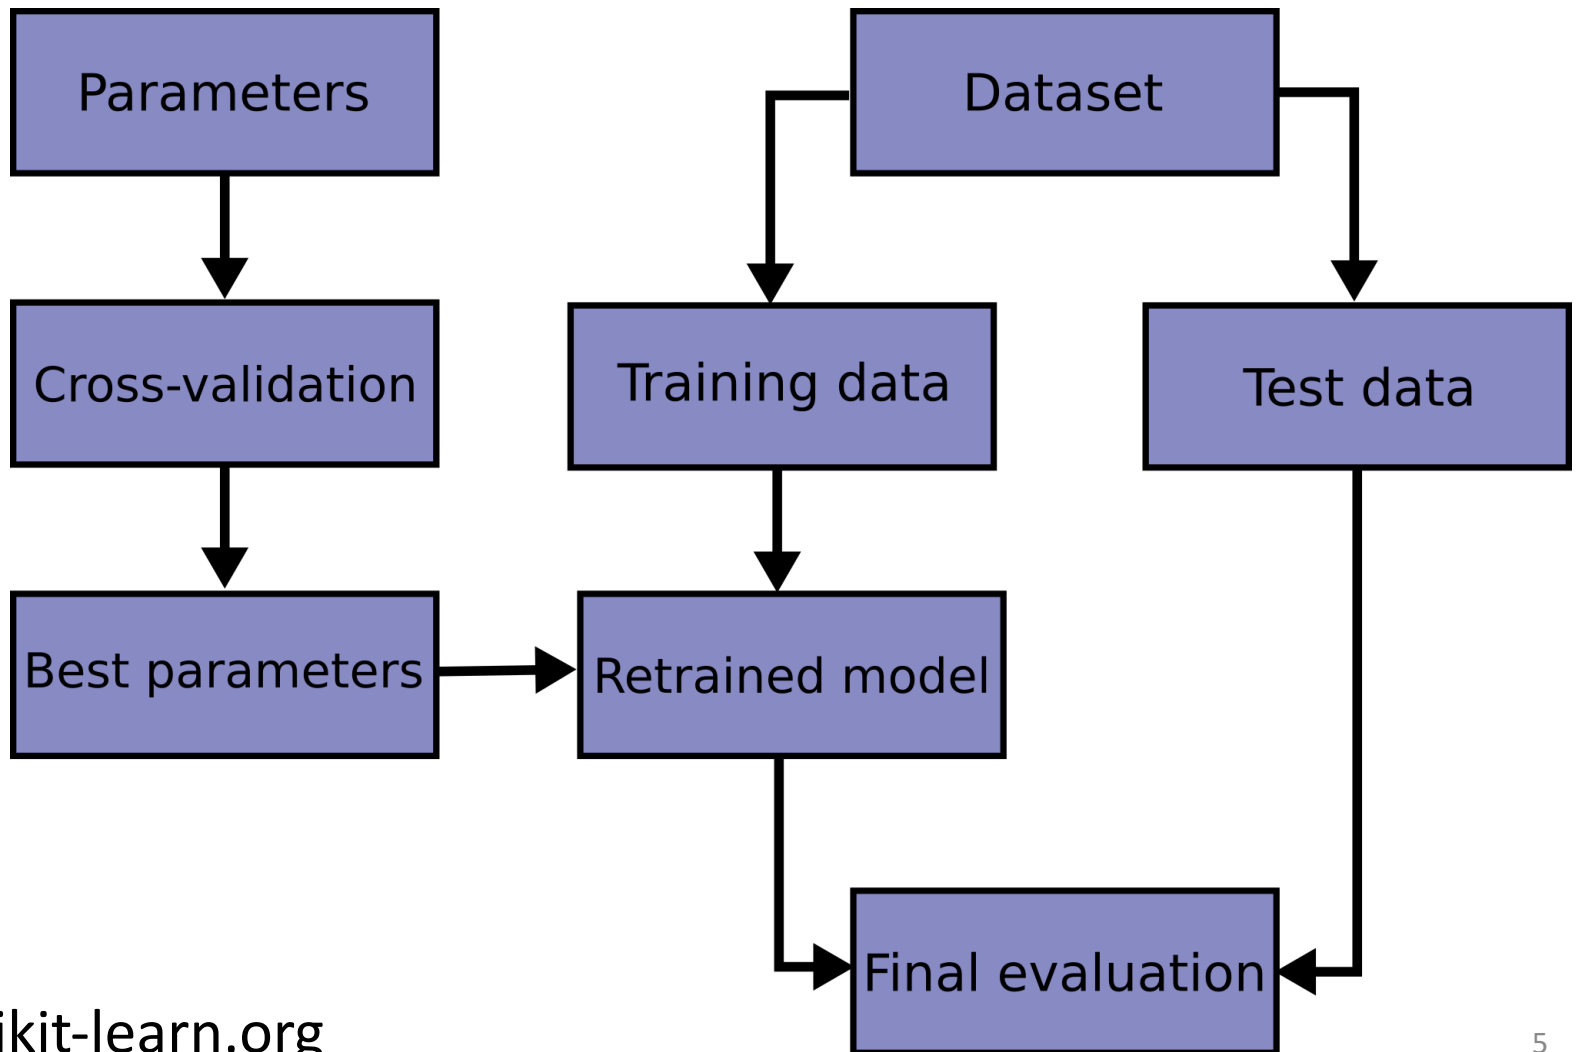 Parameters
Dataset
Cross-validation
Training data
Test data
Best parameters
Retrained model
Final evaluation
ikit-learn.org
5